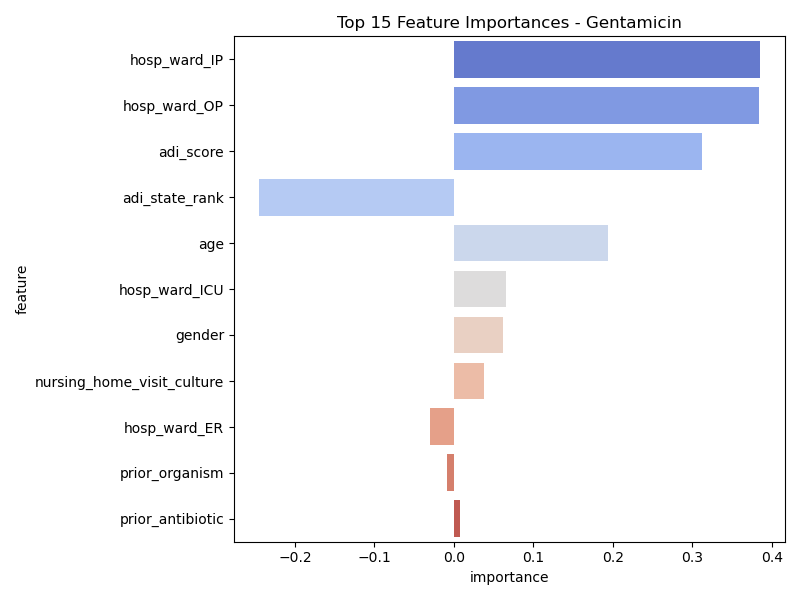 Top 15 Feature Importances - Gentamicin
hosp_ward_IP
hosp_ward_OP
adi_score
adi_state_rank
age
hosp_ward_ICU
gender
nursing_home_visit_culture
hosp_ward_ER
prior_organism
prior_antibiotic
feature
−0.2 −0.1 0.0 0.1 0.2 0.3 0.4
importance